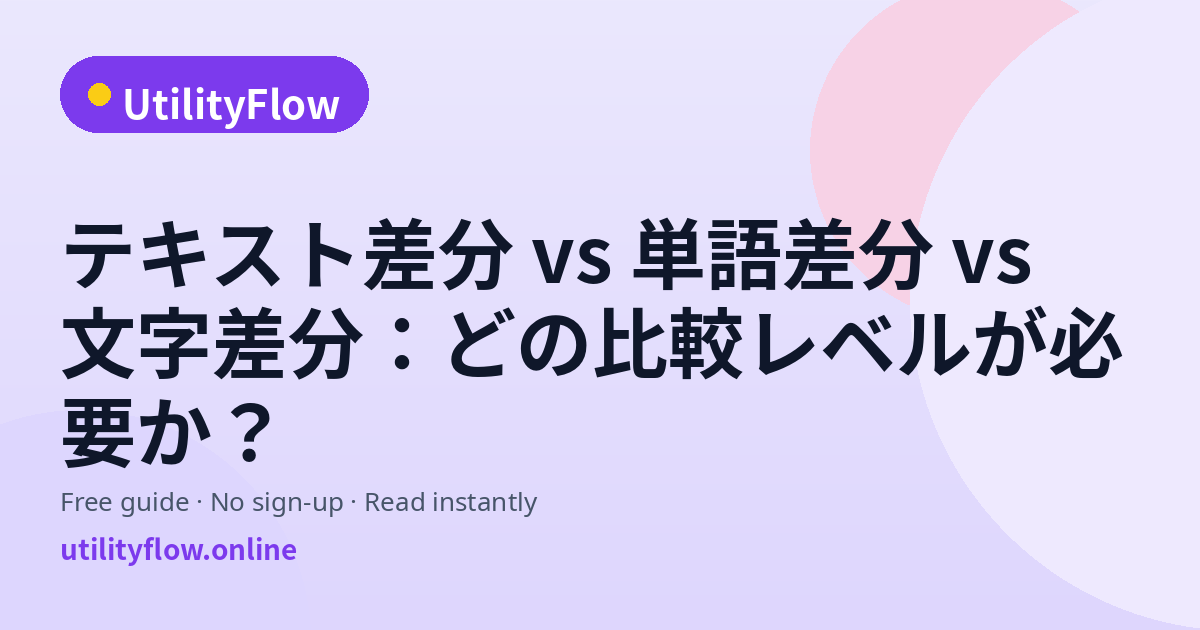 UtilityFlow
テキスト差分 vs 単語差分 vs
文字差分：どの比較レベルが必
要か？
Free guide · No sign-up · Read instantly
utilityflow.online